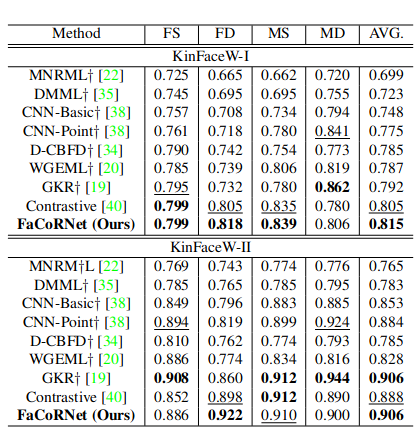 Method FS FD MS MD AVG.
KinFaceW-I
MNRML† [22] 0.725 0.665 0.662 0.720 0.699
DMML† [35] 0.745 0.695 0.695 0.755 0.723
CNN-Basic† [38] 0.757 0.708 0.734 0.794 0.748
CNN-Point† [38] 0.761 0.718 0.780 0.841 0.775
D-CBFD† [34] 0.790 0.742 0.754 0.773 0.785
WGEML† [20] 0.785 0.739 0.806 0.819 0.787
GKR† [19] 0.795 0.732 0.780 0.862 0.792
Contrastive [40] 0.799 0.805 0.835 0.780 0.805
FaCoRNet (Ours) 0.799 0.818 0.839 0.806 0.815
KinFaceW-II
MNRM†L [22] 0.769 0.743 0.774 0.776 0.765
DMML† [35] 0.785 0.765 0.785 0.795 0.783
CNN-Basic† [38] 0.849 0.796 0.883 0.885 0.853
CNN-Point† [38] 0.894 0.819 0.899 0.924 0.884
D-CBFD† [34] 0.810 0.762 0.774 0.793 0.785
WGEML† [20] 0.886 0.774 0.834 0.816 0.828
GKR† [19] 0.908 0.860 0.912 0.944 0.906
Contrastive [40] 0.852 0.898 0.912 0.890 0.888
FaCoRNet (Ours) 0.886 0.922 0.910 0.900 0.906